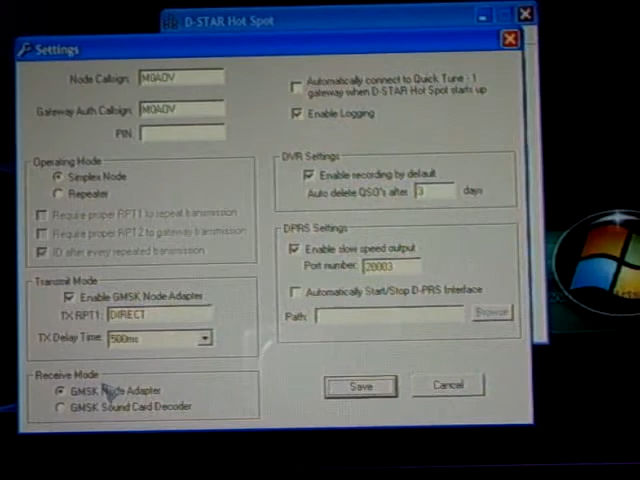 D-STAR Hot Spot
Settings
Node Callsign: M0AOV
Gateway Auth Callsign: M0AOV
PIN:
Automatically connect to Quick Tune - 1
gateway when D-STAR Hot Spot starts up
Enable Logging
Operating Mode
Simplex Node
Repeater
Require proper RPT1 to repeat transmission
Require proper RPT2 to gateway transmission
ID after every repeated transmission
DVR Settings
Enable recording by default
Auto delete QSO's after 3 days
DPRS Settings
Enable slow speed output
Port number: 20003
Automatically Start/Stop D-PRS Interface
Path: Browse
Transmit Mode
Enable GMSK Node Adapter
TX RPT1: DIRECT
TX Delay Time: 500ms
Receive Mode
GMSK Node Adapter
GMSK Sound Card Decoder
Save
Cancel